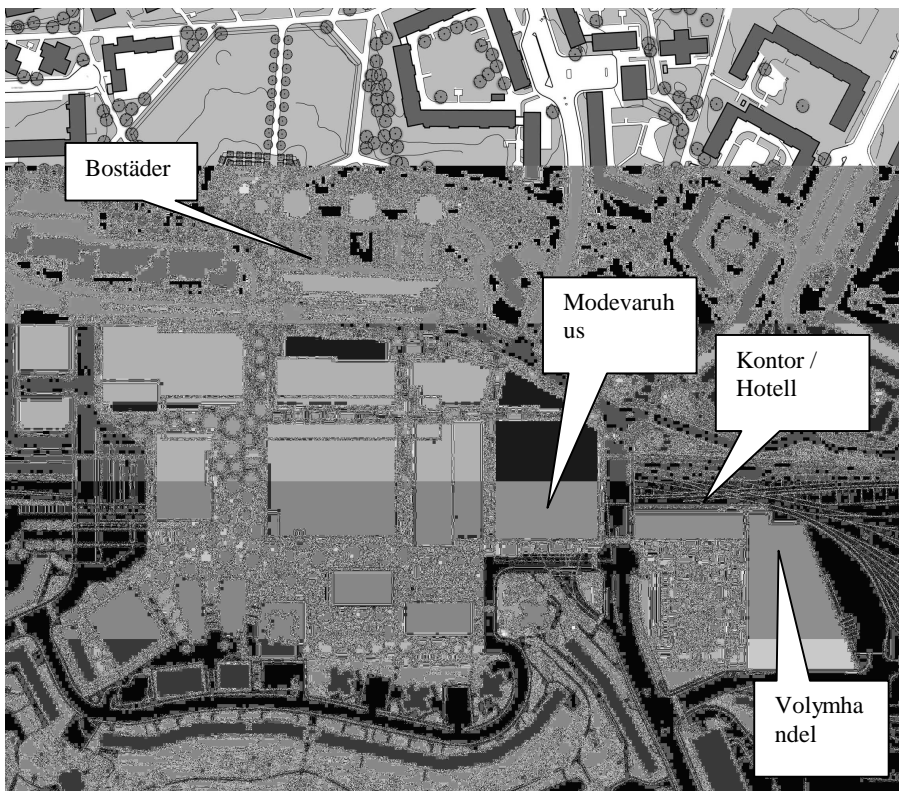 Bostäder
Modevaruh
us
Kontor /
Hotell
Volymha
ndel